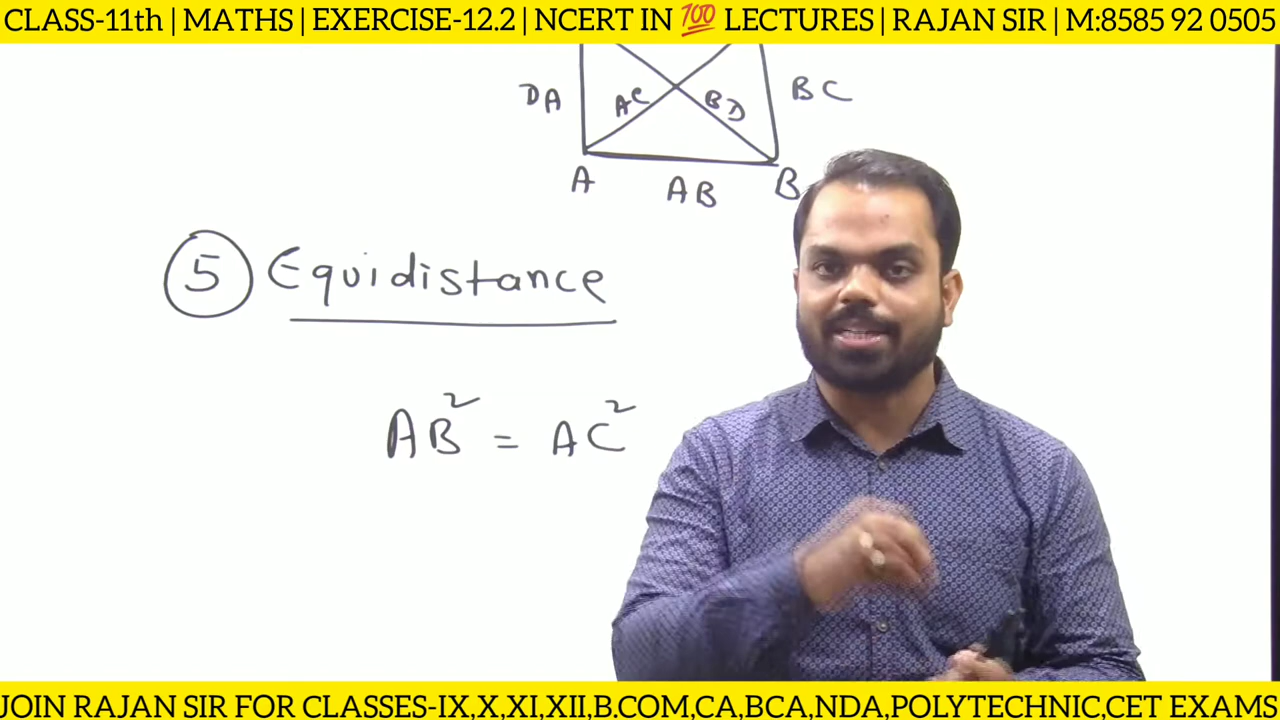 CLASS-11th | MATHS | EXERCISE-12.2 | NCERT IN 💯 LECTURES | RAJAN SIR | M:8585 92 0505
DA AC BD BC
A AB B
5 Equidistance
AB² = AC²
JOIN RAJAN SIR FOR CLASSES-IX,X,XI,XII,B.COM,CA,BCA,NDA,POLYTECHNIC,CET EXAMS